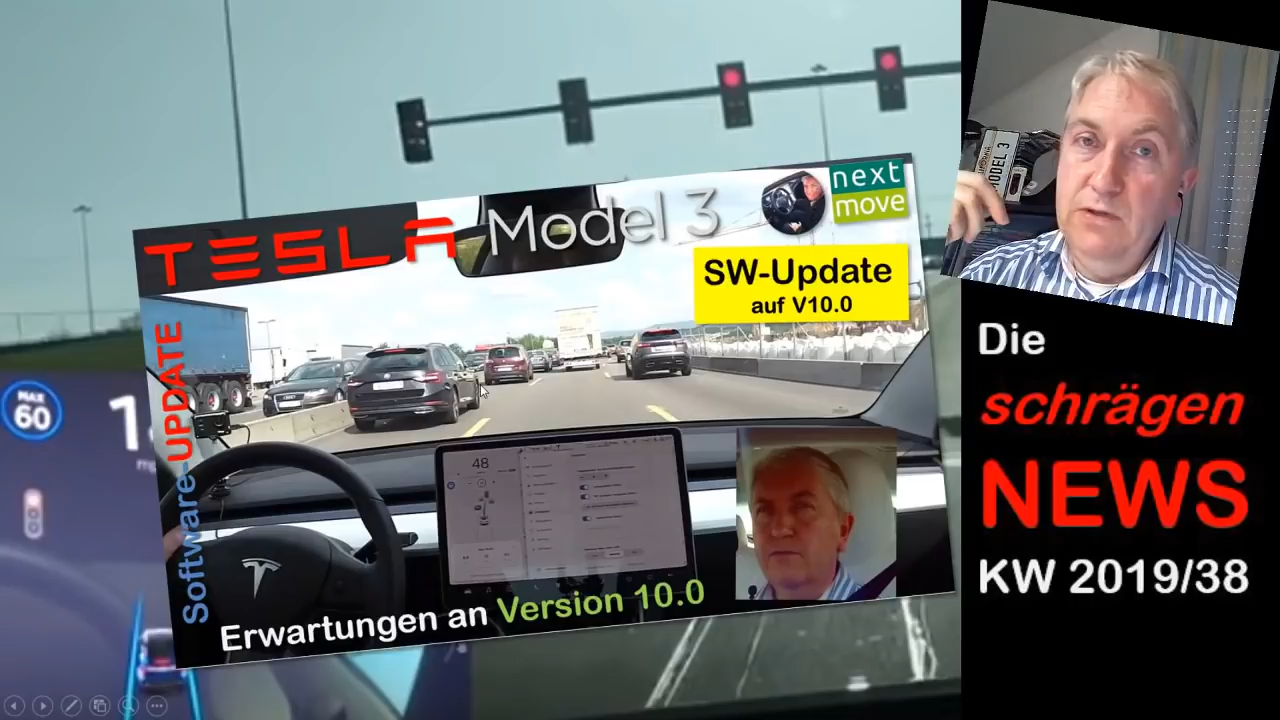 TESLA Model 3
next
move
SW-Update
auf V10.0
Software-UPDATE
MAX
60
1
48
Erwartungen an Version 10.0
MODEL 3
Die
schrägen
NEWS
KW 2019/38